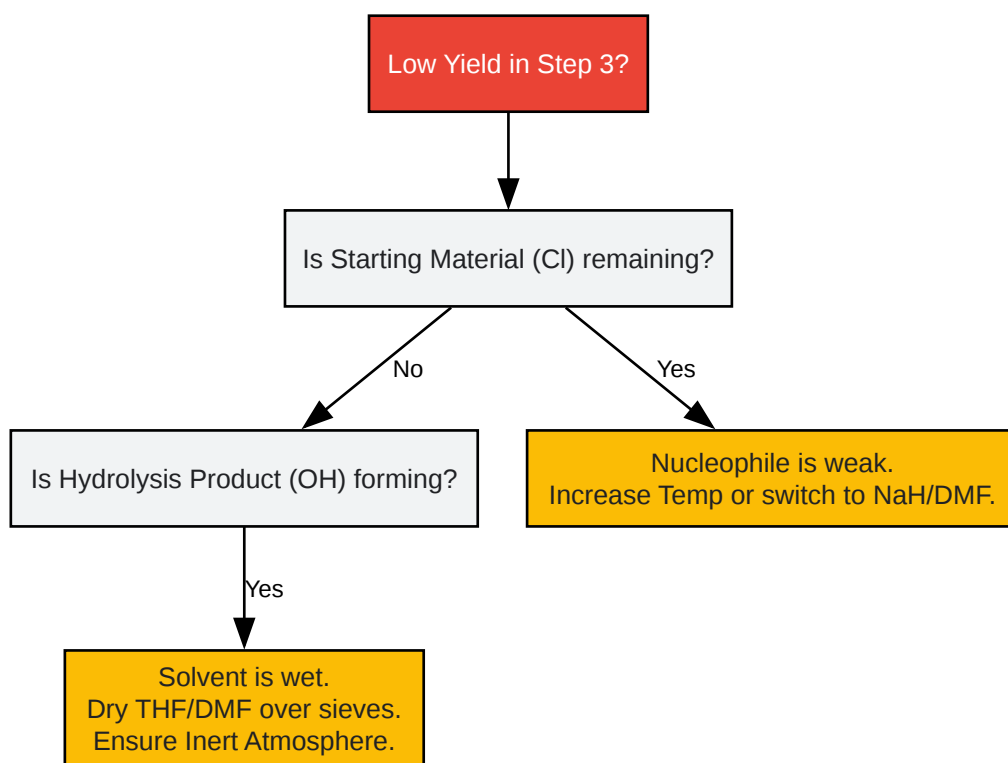 Low Yield in Step 3?
Is Starting Material (Cl) remaining?
No
Yes
Is Hydrolysis Product (OH) forming?
Nucleophile is weak.
Increase Temp or switch to NaH/DMF.
Yes
Solvent is wet.
Dry THF/DMF over sieves.
Ensure Inert Atmosphere.